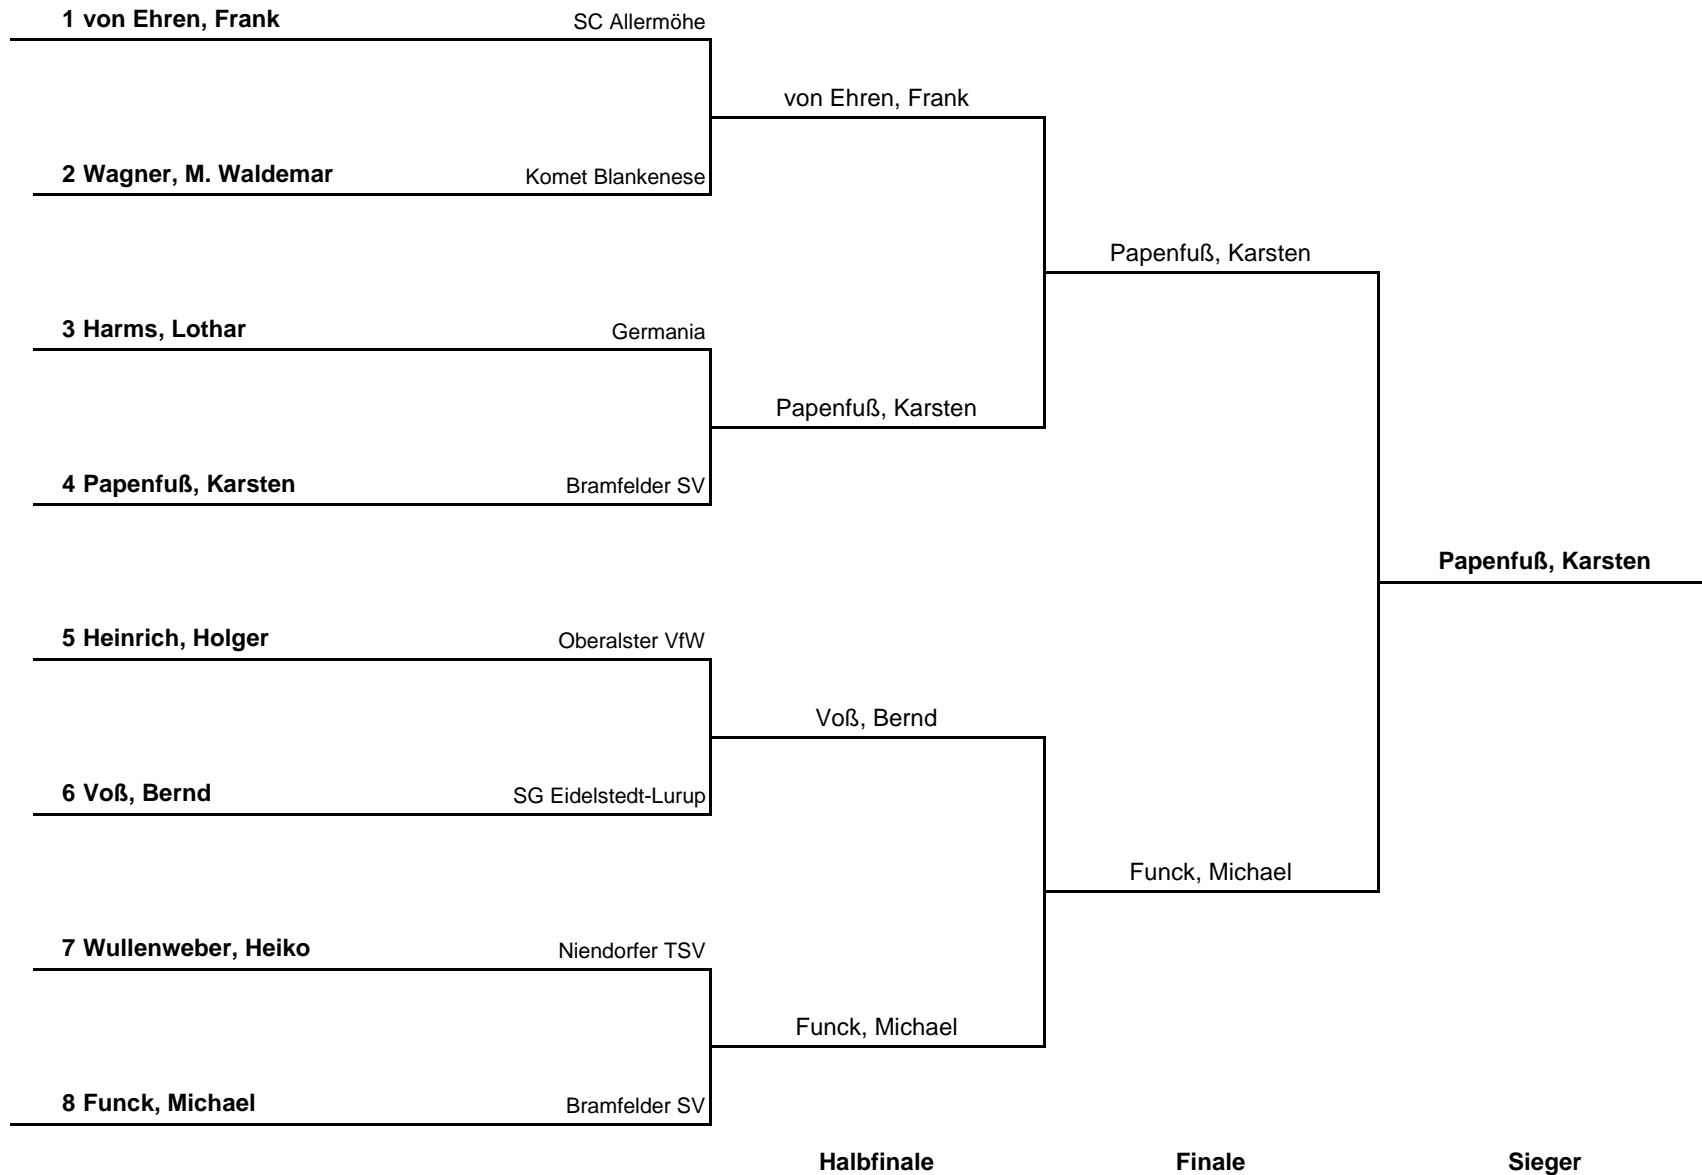 1 von Ehren, Frank SC Allermöhe
von Ehren, Frank
2 Wagner, M. Waldemar Komet Blankenese
Papenfuß, Karsten
3 Harms, Lothar Germania
Papenfuß, Karsten
4 Papenfuß, Karsten Bramfelder SV
Papenfuß, Karsten
5 Heinrich, Holger Oberalster VfW
Voß, Bernd
6 Voß, Bernd SG Eidelstedt-Lurup
Funck, Michael
7 Wullenweber, Heiko Niendorfer TSV
Funck, Michael
8 Funck, Michael Bramfelder SV
Halbfinale Finale Sieger